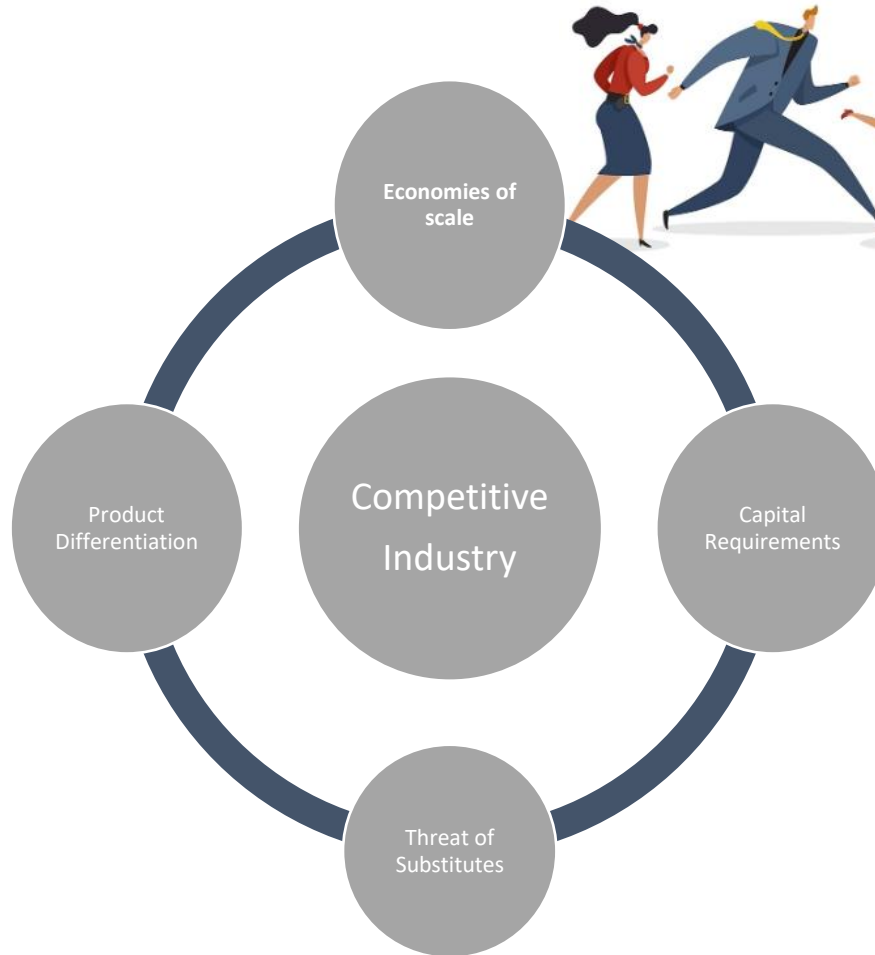 Economies of
scale
Product
Differentiation
Competitive
Industry
Capital
Requirements
Threat of
Substitutes